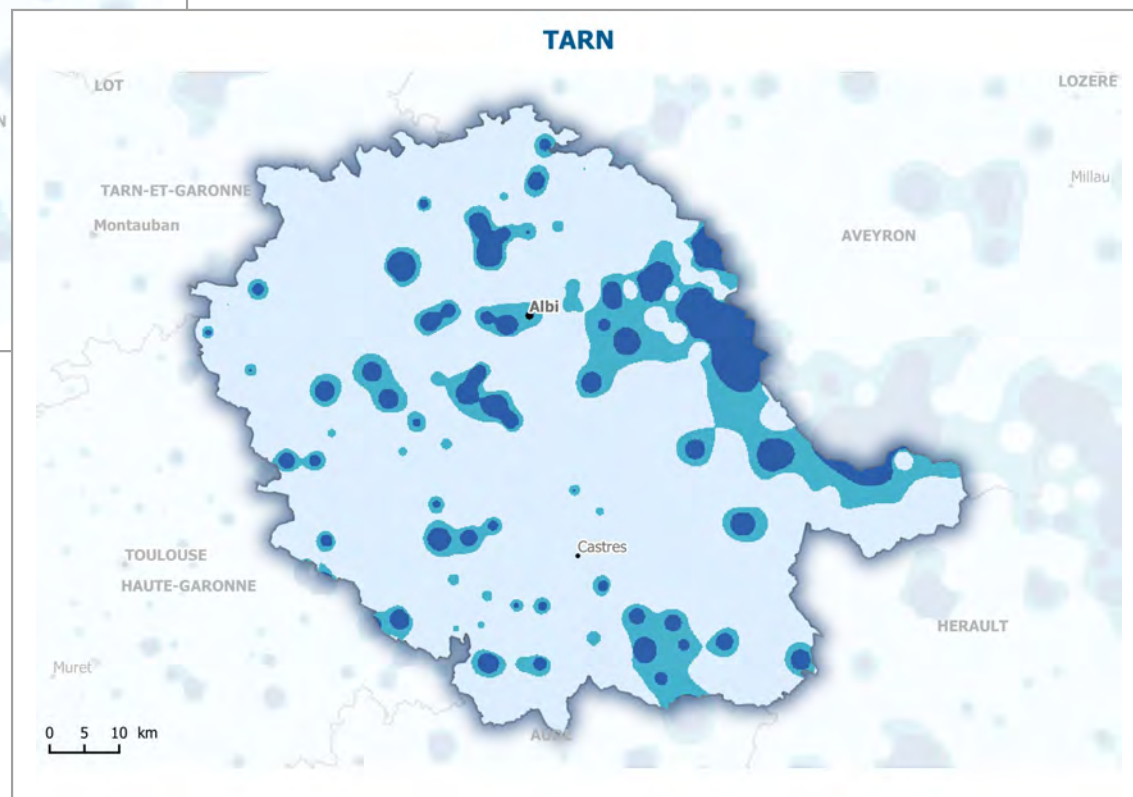 TARN
LOT
LOZERE
N
TARN-ET-GARONNE
Millau
Montauban
AVEYRON
Albi
Castres
TOULOUSE
HAUTE-GARONNE
HERAULT
Muret
AUDE
0 5 10 km